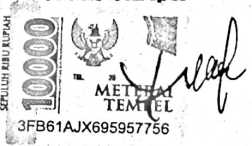 SEPULUH RIBU RUPIAH
10000
TGL. 20
METERAI
TEMPEL
3FB61AJX695957756